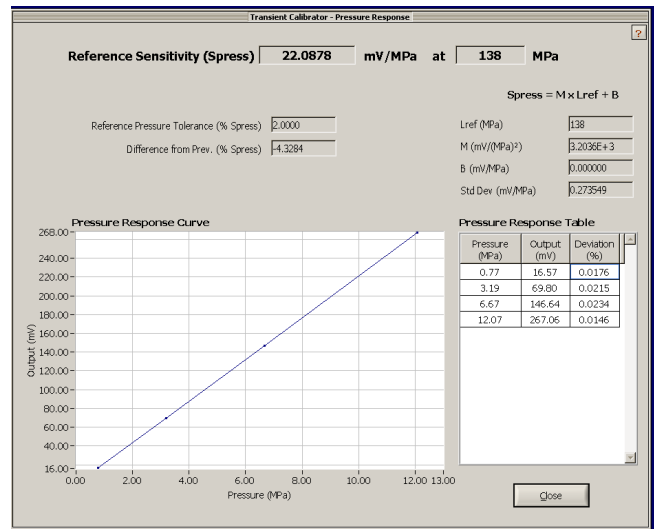 Transient Calibrator - Pressure Response
?
Reference Sensitivity (Spress) 22.0878 mV/MPa at 138 MPa
Spress = M x Lref + B
Reference Pressure Tolerance (% Spress) 2.0000
Difference from Prev. (% Spress) -4.3284
Lref (MPa) 138
M (mV/(MPa)²) 3.2036E+3
B (mV/MPa) 0.000000
Std Dev (mV/MPa) 0.273549
Pressure Response Curve
268.00
240.00
220.00
200.00
180.00
160.00
140.00
120.00
100.00
80.00
60.00
40.00
16.00
Output (mV)
0.00 2.00 4.00 6.00 8.00 10.00 12.00 13.00
Pressure (MPa)
Pressure Response Table
Pressure (MPa) Output (mV) Deviation (%)
0.77 16.57 0.0176
3.19 69.80 0.0215
6.67 146.64 0.0234
12.07 267.06 0.0146
Close